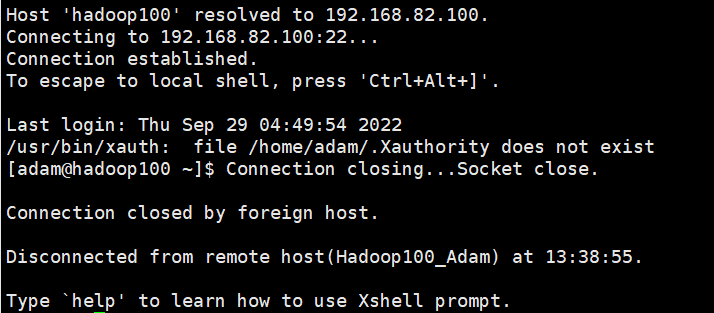 Host 'hadoop100' resolved to 192.168.82.100.
Connecting to 192.168.82.100:22...
Connection established.
To escape to local shell, press 'Ctrl+Alt+]'.
Last login: Thu Sep 29 04:49:54 2022
/usr/bin/xauth:  file /home/adam/.Xauthority does not exist
[adam@hadoop100 ~]$ Connection closing...Socket close.
Connection closed by foreign host.
Disconnected from remote host(Hadoop100_Adam) at 13:38:55.
Type `help' to learn how to use Xshell prompt.